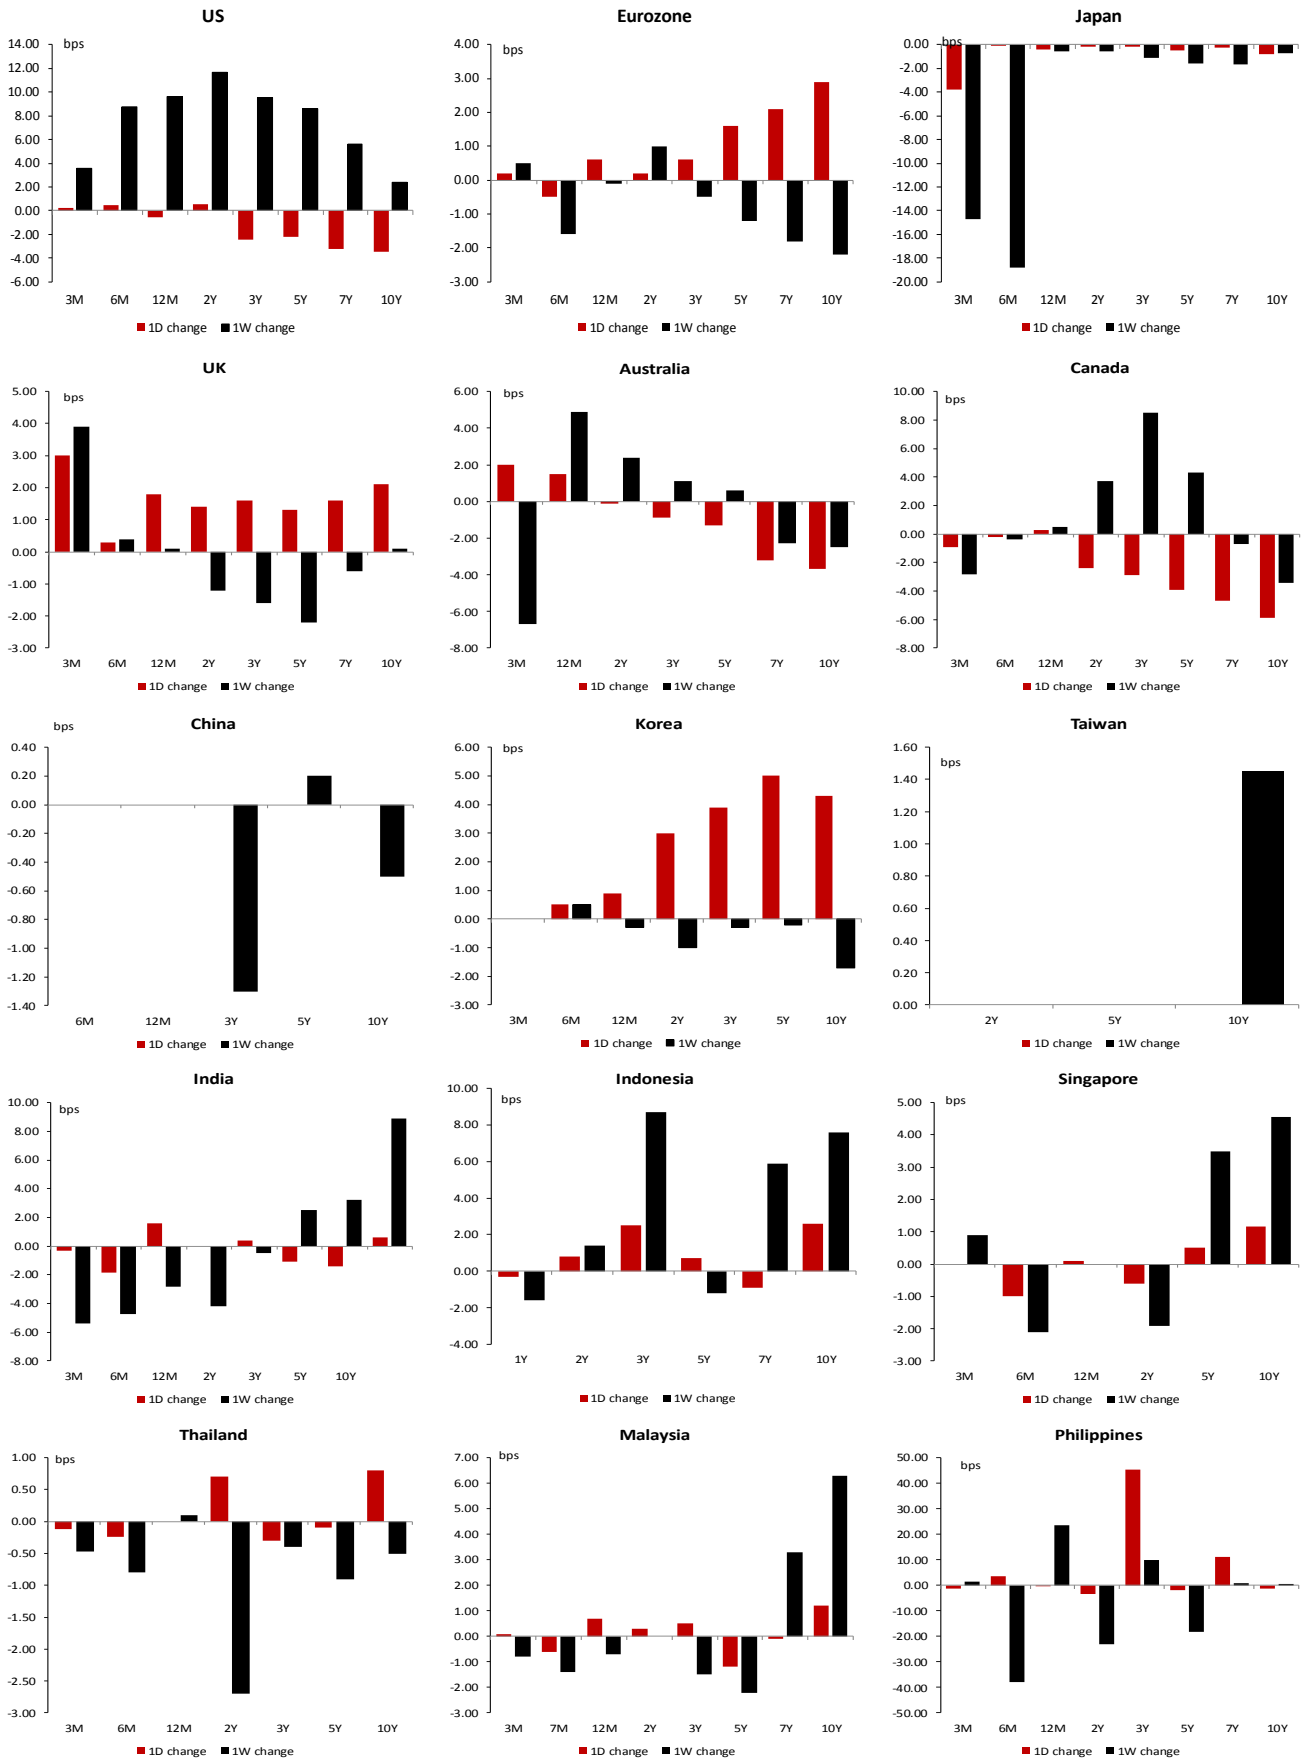 US
bps
14.00
12.00
10.00
8.00
6.00
4.00
2.00
0.00
-2.00
-4.00
-6.00
3M 6M 12M 2Y 3Y 5Y 7Y 10Y
1D change 1W change
Eurozone
bps
4.00
3.00
2.00
1.00
0.00
-1.00
-2.00
-3.00
3M 6M 12M 2Y 3Y 5Y 7Y 10Y
1D change 1W change
Japan
bps
0.00
-2.00
-4.00
-6.00
-8.00
-10.00
-12.00
-14.00
-16.00
-18.00
-20.00
3M 6M 12M 2Y 3Y 5Y 7Y 10Y
1D change 1W change
UK
bps
5.00
4.00
3.00
2.00
1.00
0.00
-1.00
-2.00
-3.00
3M 6M 12M 2Y 3Y 5Y 7Y 10Y
1D change 1W change
Australia
bps
6.00
4.00
2.00
0.00
-2.00
-4.00
-6.00
-8.00
3M 12M 2Y 3Y 5Y 7Y 10Y
1D change 1W change
Canada
bps
10.00
8.00
6.00
4.00
2.00
0.00
-2.00
-4.00
-6.00
-8.00
3M 6M 12M 2Y 3Y 5Y 7Y 10Y
1D change 1W change
China
bps
0.40
0.20
0.00
-0.20
-0.40
-0.60
-0.80
-1.00
-1.20
-1.40
6M 12M 3Y 5Y 10Y
1D change 1W change
Korea
bps
6.00
5.00
4.00
3.00
2.00
1.00
0.00
-1.00
-2.00
-3.00
3M 6M 12M 2Y 3Y 5Y 10Y
1D change 1W change
Taiwan
bps
1.60
1.40
1.20
1.00
0.80
0.60
0.40
0.20
0.00
2Y 5Y 10Y
1D change 1W change
India
bps
10.00
8.00
6.00
4.00
2.00
0.00
-2.00
-4.00
-6.00
-8.00
3M 6M 12M 2Y 3Y 5Y 10Y
1D change 1W change
Indonesia
bps
10.00
8.00
6.00
4.00
2.00
0.00
-2.00
-4.00
1Y 2Y 3Y 5Y 7Y 10Y
1D change 1W change
Singapore
bps
5.00
4.00
3.00
2.00
1.00
0.00
-1.00
-2.00
-3.00
3M 6M 12M 2Y 5Y 10Y
1D change 1W change
Thailand
bps
1.00
0.50
0.00
-0.50
-1.00
-1.50
-2.00
-2.50
-3.00
3M 6M 12M 2Y 3Y 5Y 10Y
1D change 1W change
Malaysia
bps
7.00
6.00
5.00
4.00
3.00
2.00
1.00
0.00
-1.00
-2.00
-3.00
3M 7M 12M 2Y 3Y 5Y 7Y 10Y
1D change 1W change
Philippines
bps
50.00
40.00
30.00
20.00
10.00
0.00
-10.00
-20.00
-30.00
-40.00
-50.00
3M 6M 12M 2Y 3Y 5Y 7Y 10Y
1D change 1W change